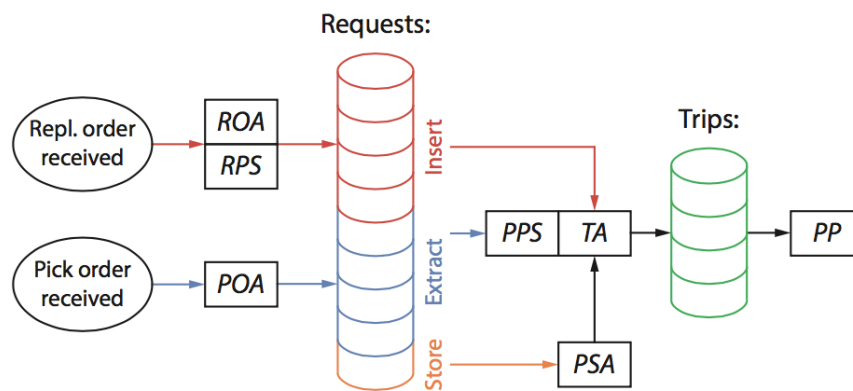 Requests:
Repl. order
received
ROA
RPS
Insert
Trips:
PPS
TA
PP
Extract
Pick order
received
POA
Store
PSA